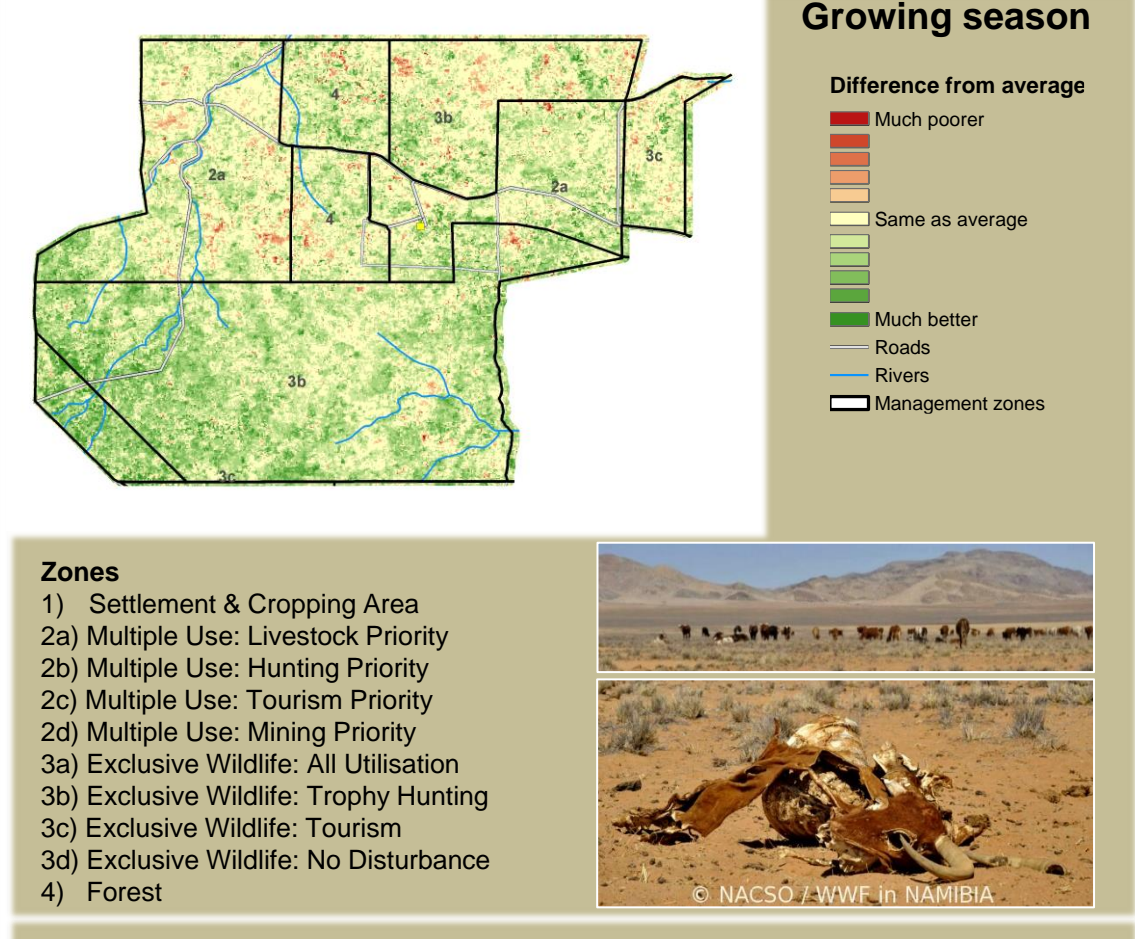 Growing season
Difference from average
Much poorer
Same as average
Much better
Roads
Rivers
Management zones
4
3b
3c
2a
2a
4
3b
3c
Zones
1) Settlement & Cropping Area
2a) Multiple Use: Livestock Priority
2b) Multiple Use: Hunting Priority
2c) Multiple Use: Tourism Priority
2d) Multiple Use: Mining Priority
3a) Exclusive Wildlife: All Utilisation
3b) Exclusive Wildlife: Trophy Hunting
3c) Exclusive Wildlife: Tourism
3d) Exclusive Wildlife: No Disturbance
4) Forest
© NACSO / WWF in NAMIBIA